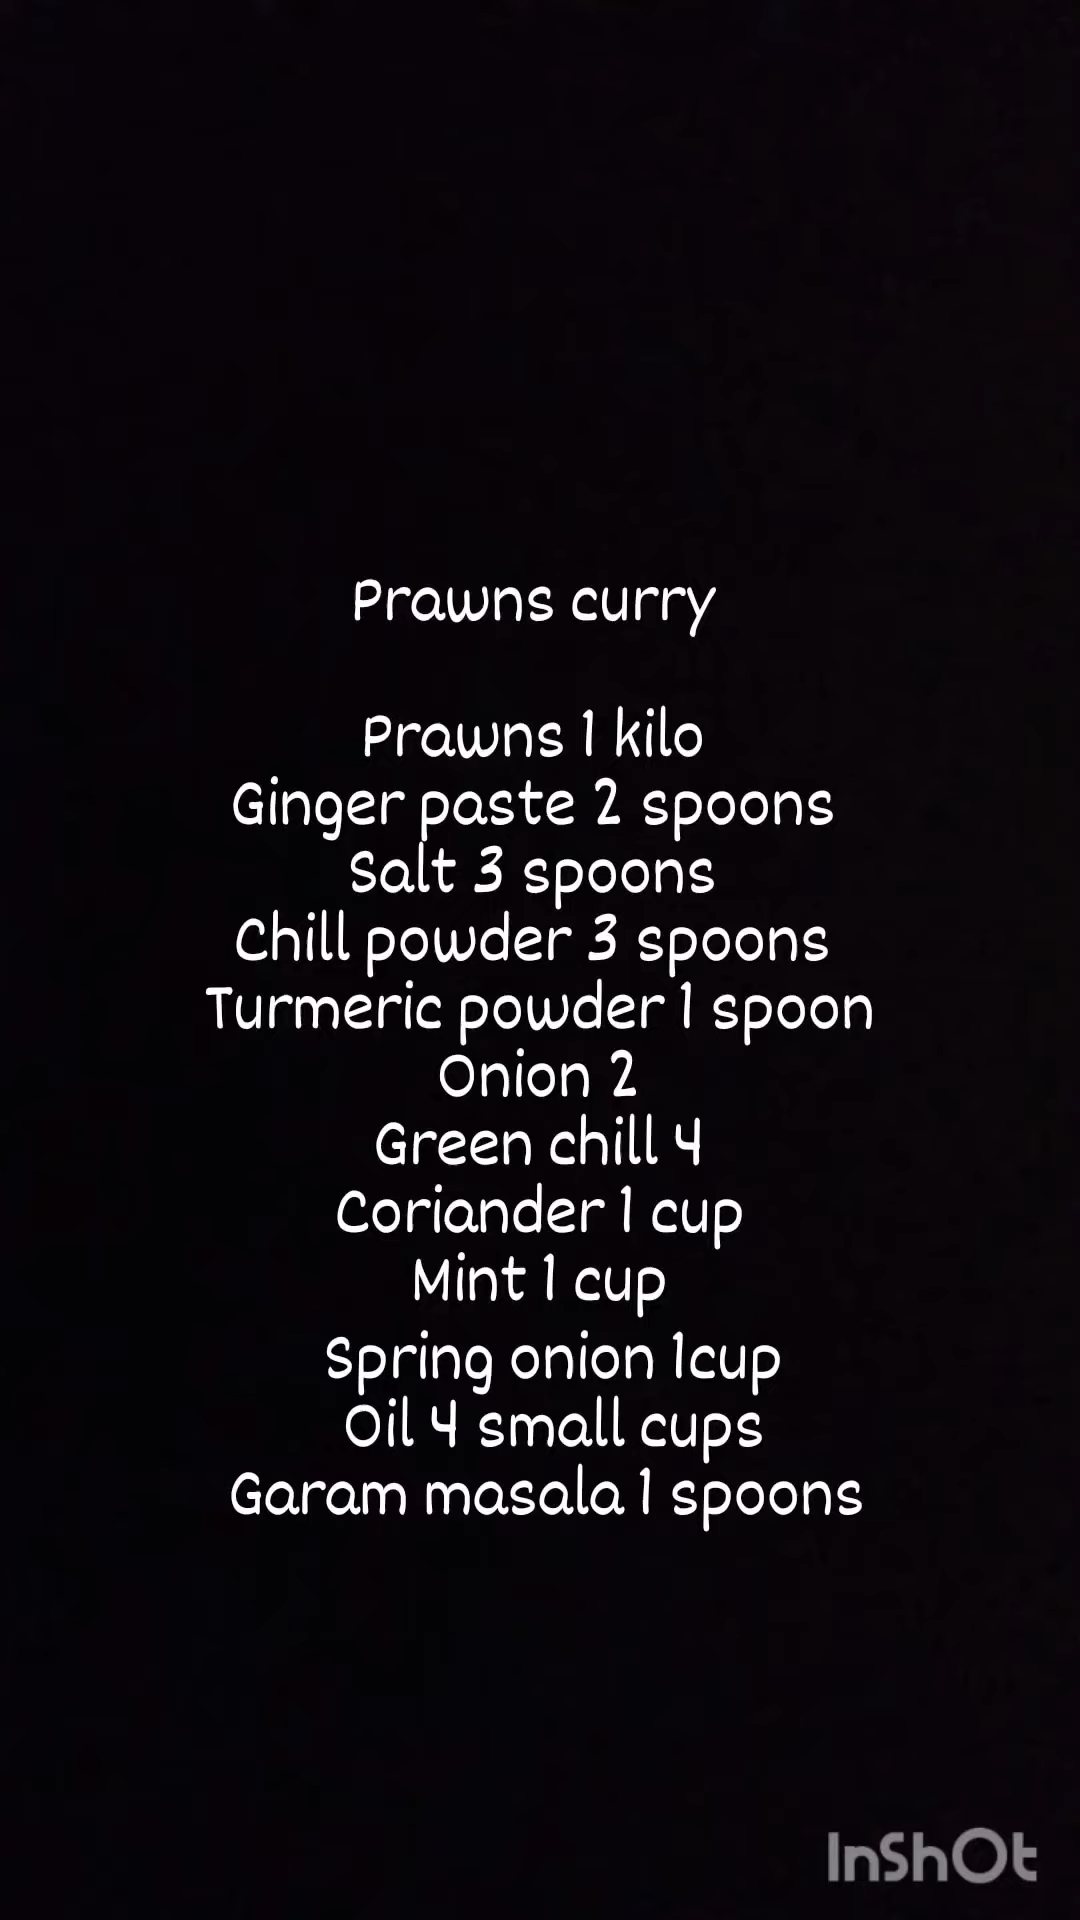 Prawns curry
Prawns 1 kilo
Ginger paste 2 spoons
Salt 3 spoons
Chill powder 3 spoons
Turmeric powder 1 spoon
Onion 2
Green chill 4
Coriander 1 cup
Mint 1 cup
Spring onion 1cup
Oil 4 small cups
Garam masala 1 spoons
InShOt